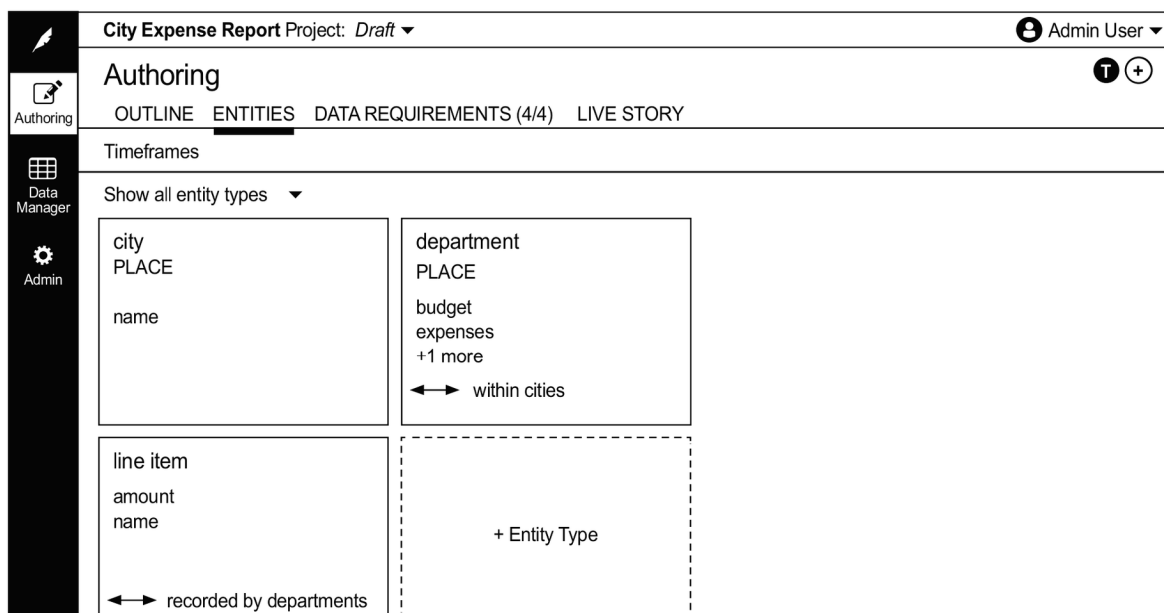 City Expense Report Project: Draft
Admin User
Authoring
T +
Authoring
OUTLINE ENTITIES DATA REQUIREMENTS (4/4) LIVE STORY
Timeframes
Data
Manager
Show all entity types
Admin
city
PLACE
name
department
PLACE
budget
expenses
+1 more
within cities
line item
amount
name
recorded by departments
+ Entity Type